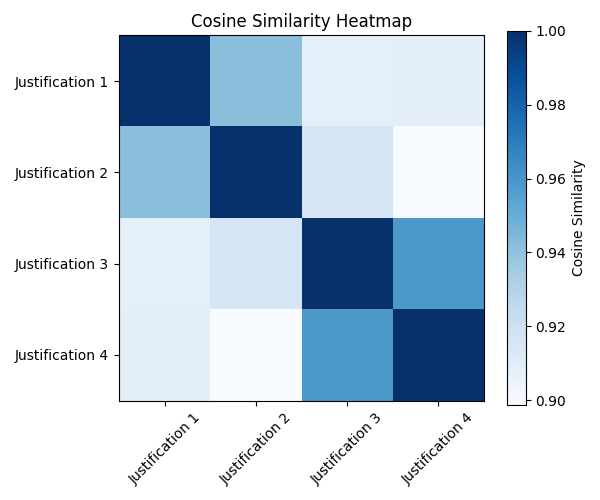 Cosine Similarity Heatmap
Justification 1
Justification 2
Justification 3
Justification 4
Justification 1
Justification 2
Justification 3
Justification 4
1.00
0.98
0.96
0.94
0.92
0.90
Cosine Similarity